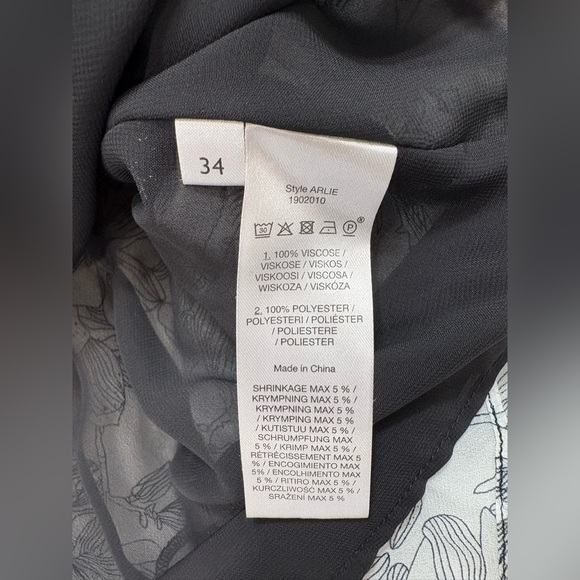 34
Style ARLIE
1902010
30 P ®
1. 100% VISCOSE /
VISKOSE / VISKOS /
VISKOOSI / VISCOSA /
WISKOZA / VISKÓZA
2. 100% POLYESTER /
POLYESTERI / POLIÉSTER
/ POLIESTERE /
/ POLIESTER
Made in China
SHRINKAGE MAX 5 % /
KRYMPNING MAX 5% /
KRYMPNING MAX 5 %
/ KRYMPING MAX 5 %
/ KUTISTUU MAX 5 % /
SCHRUMPFUNG MAX
5 % / KRIMP MAX 5 % /
RÉTRÉCISSEMENT MAX 5
% / ENCOGIMIENTO MAX
5% / ENCOLHIMENTO MAX
5 % / RITIRO MAX 5 % /
KURCZLIWOŚĆ MAX 5 % /
SRAŽENÍ MAX 5 %